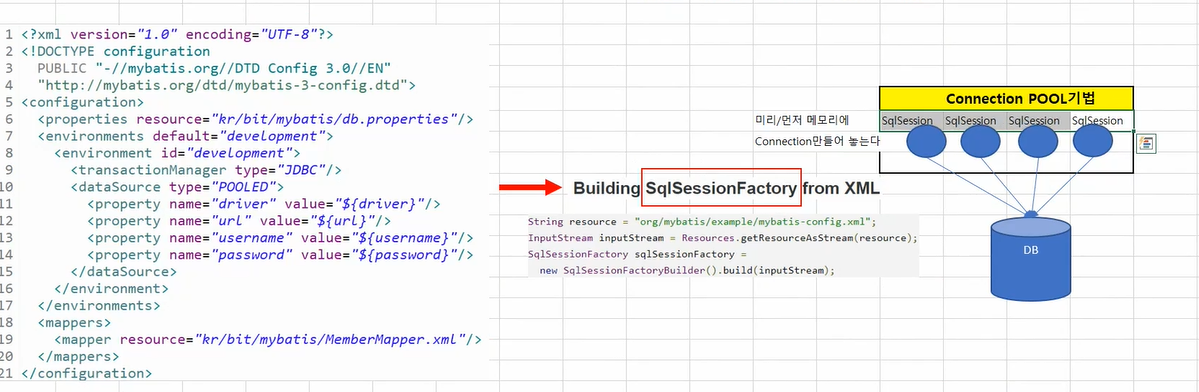 1 <?xml version="1.0" encoding="UTF-8"?>
2 <!DOCTYPE configuration
3 PUBLIC "-//mybatis.org//DTD Config 3.0//EN"
4 "http://mybatis.org/dtd/mybatis-3-config.dtd">
5 <configuration>
6 <properties resource="kr/bit/mybatis/db.properties"/>
7 <environments default="development">
8 <environment id="development">
9 <transactionManager type="JDBC"/>
10 <dataSource type="POOLED">
11 <property name="driver" value="${driver}"/>
12 <property name="url" value="${url}"/>
13 <property name="username" value="${username}"/>
14 <property name="password" value="${password}"/>
15 </dataSource>
16 </environment>
17 </environments>
18 <mappers>
19 <mapper resource="kr/bit/mybatis/MemberMapper.xml"/>
20 </mappers>
21 </configuration>
Building SqlSessionFactory from XML
String resource = "org/mybatis/example/mybatis-config.xml";
InputStream inputStream = Resources.getResourceAsStream(resource);
SqlSessionFactory sqlSessionFactory =
new SqlSessionFactoryBuilder().build(inputStream);
Connection POOL기법
미리/먼저 메모리에
SqlSession SqlSession SqlSession SqlSession
Connection만들어 놓는다
DB